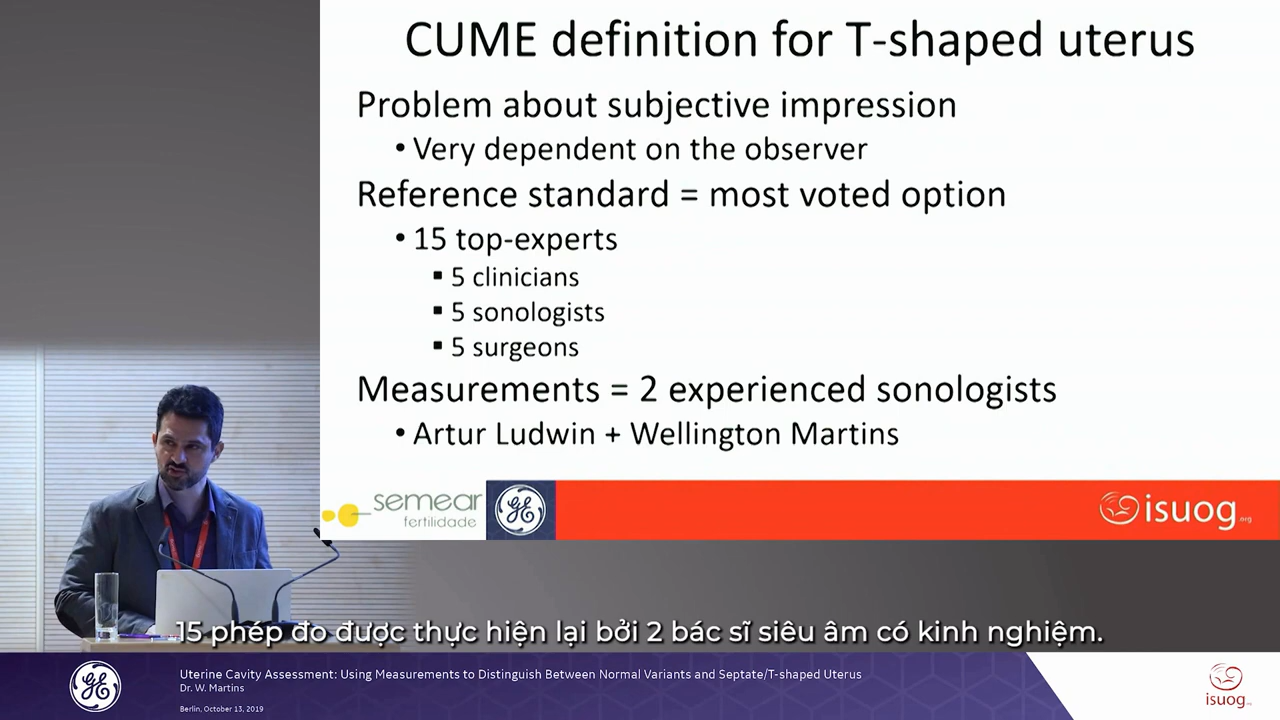 CUME definition for T-shaped uterus
Problem about subjective impression
• Very dependent on the observer
Reference standard = most voted option
• 15 top-experts
▪ 5 clinicians
▪ 5 sonologists
▪ 5 surgeons
Measurements = 2 experienced sonologists
• Artur Ludwin + Wellington Martins
semear
fertilidade
GE
isuog.org
15 phép đo được thực hiện lại bởi 2 bác sĩ siêu âm có kinh nghiệm.
GE
Uterine Cavity Assessment: Using Measurements to Distinguish Between Normal Variants and Septate/T-shaped Uterus
Dr. W. Martins
Berlin, October 13, 2019
isuog.org